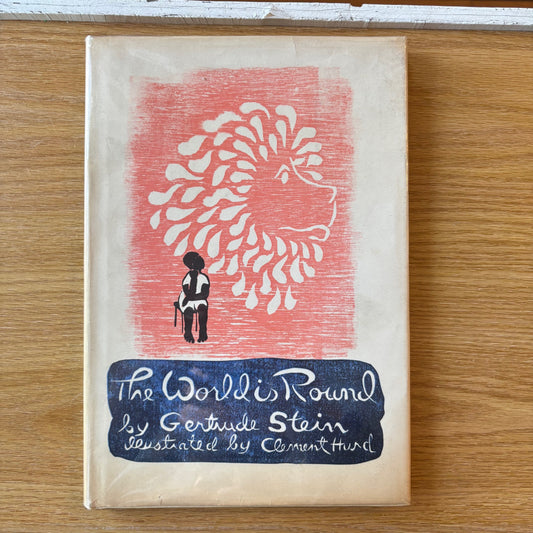 The World is Round
by Gertrude Stein
illustrated by Clement Hurd